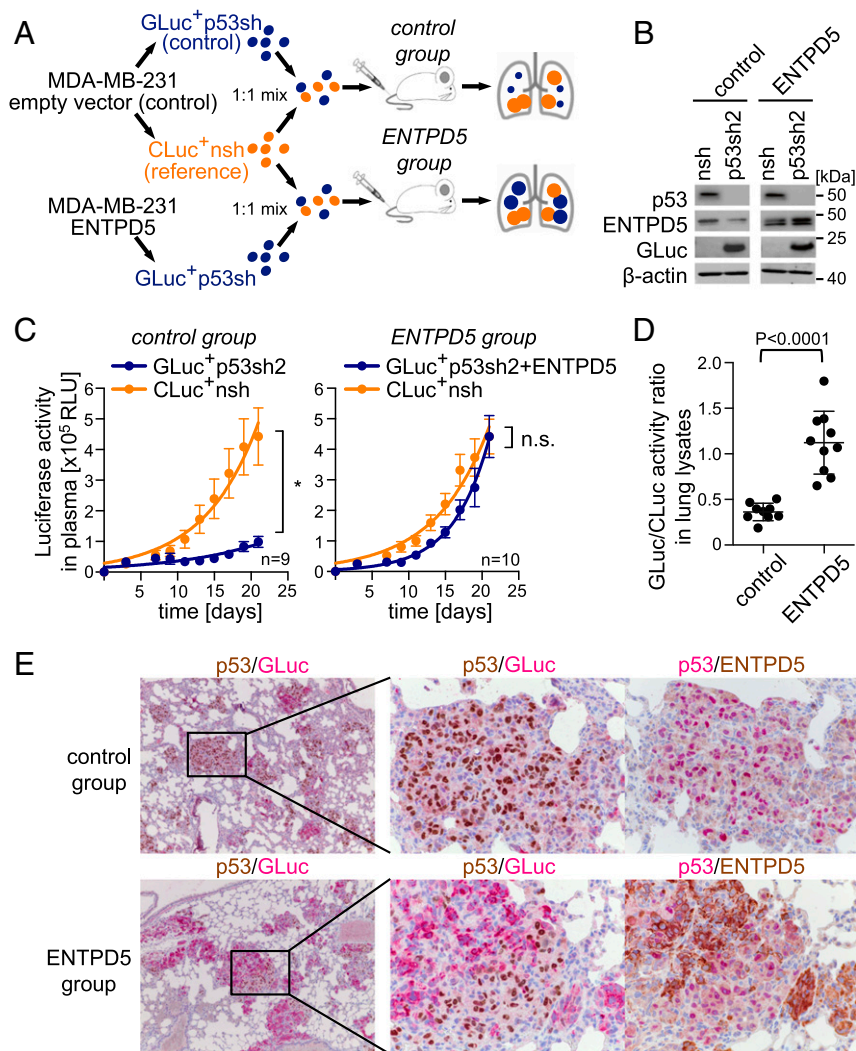 A
GLuc+p53sh
(control)
MDA-MB-231
empty vector (control)
1:1 mix
control
group
CLuc+nsh
(reference)
MDA-MB-231
ENTPD5
1:1 mix
ENTPD5
group
GLuc+p53sh
B
control
ENTPD5
nsh
p53sh2
nsh
p53sh2
[kDa]
p53
50
ENTPD5
50
GLuc
25
β-actin
40
C
control group
GLuc+p53sh2
CLuc+nsh
Luciferase activity
in plasma [x10⁵ RLU]
6
5
4
3
2
1
0
5
10
15
20
25
time [days]
*
n=9
ENTPD5 group
GLuc+p53sh2+ENTPD5
CLuc+nsh
6
5
4
3
2
1
0
5
10
15
20
25
time [days]
n.s.
n=10
D
P<0.0001
GLuc/CLuc activity ratio
in lung lysates
2.0
1.5
1.0
0.5
0
control
ENTPD5
E
p53/GLuc
p53/GLuc
p53/ENTPD5
control
group
p53/GLuc
p53/GLuc
p53/ENTPD5
ENTPD5
group